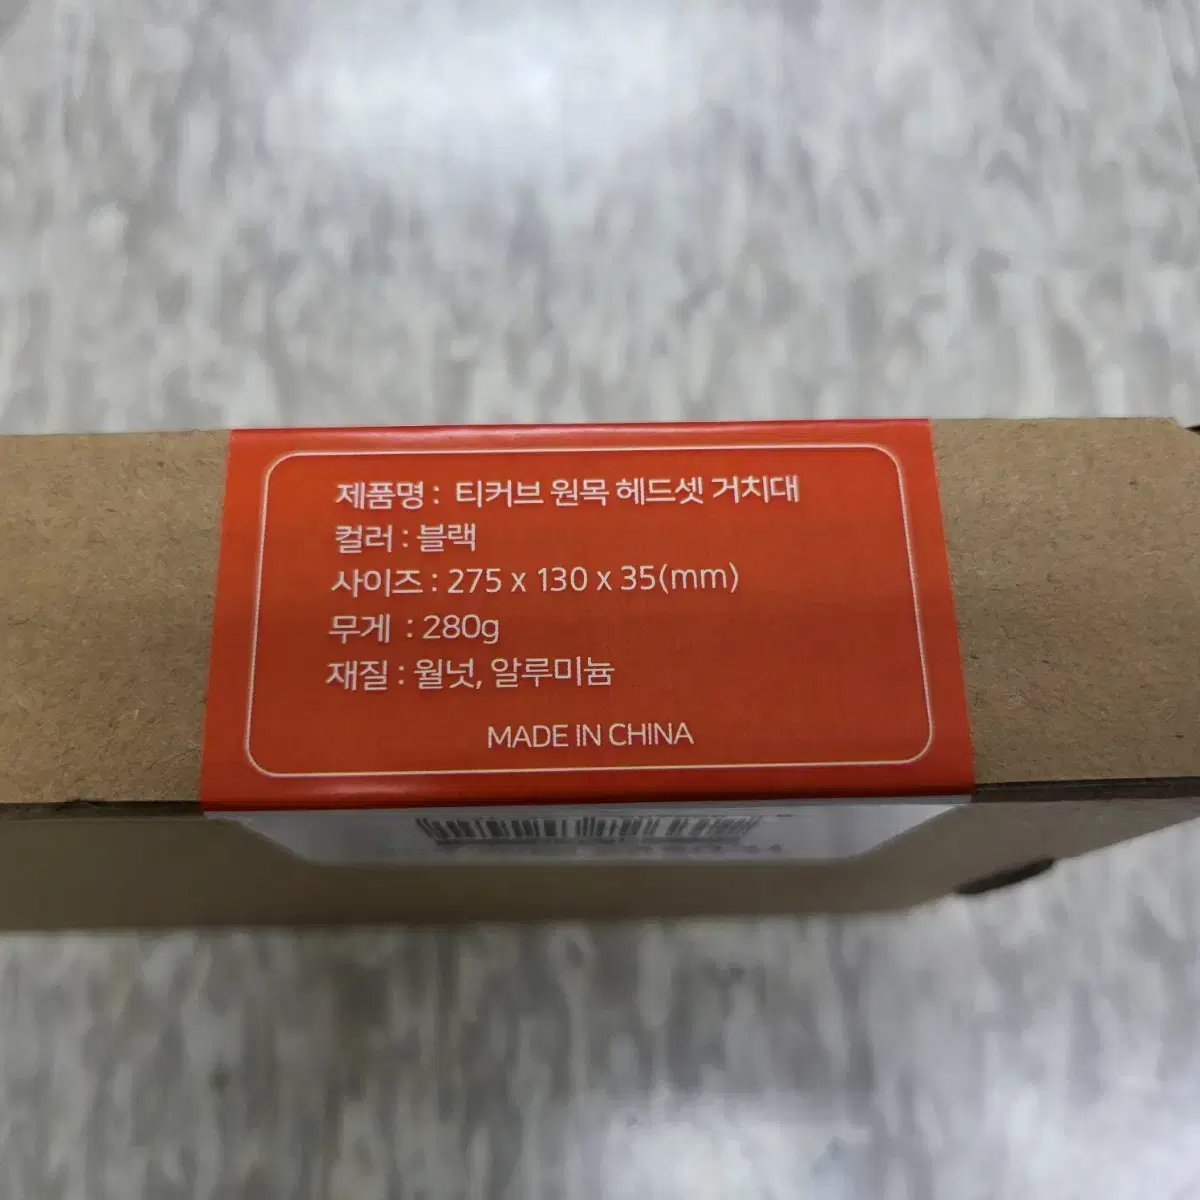 제품명 : 티커브 원목 헤드셋 거치대
컬러 : 블랙
사이즈 : 275 x 130 x 35(mm)
무게 : 280g
재질 : 월넛, 알루미늄
MADE IN CHINA